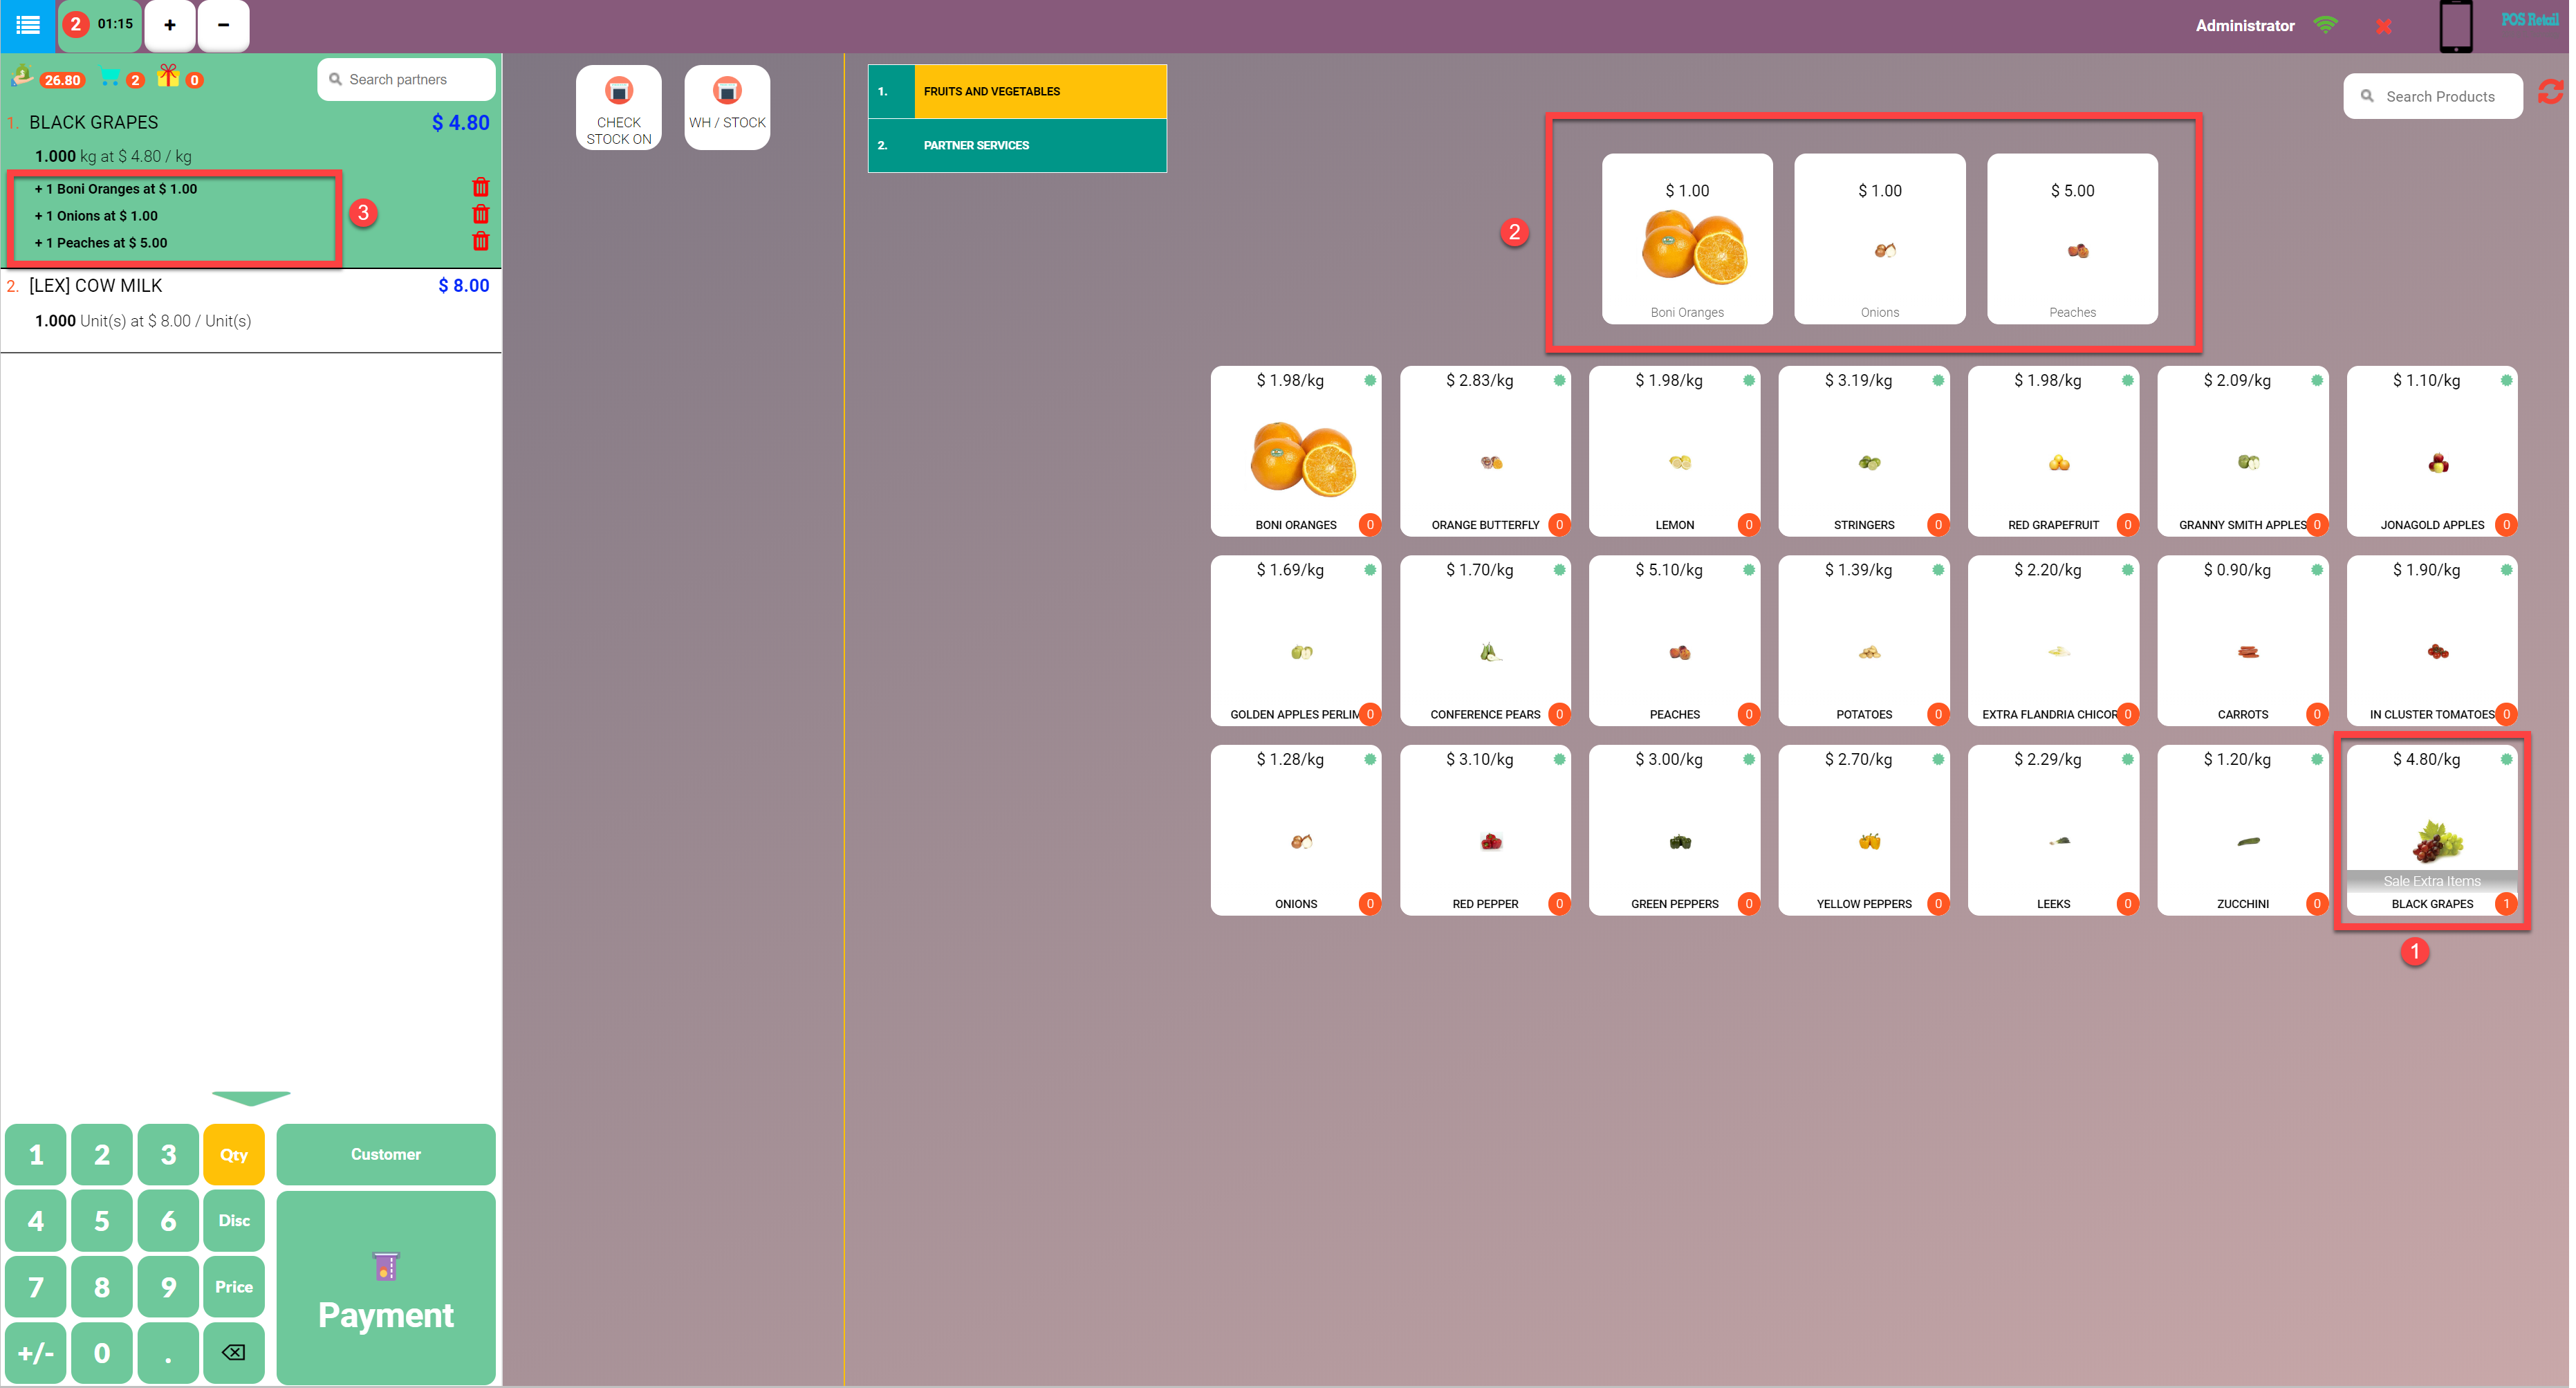 2 01:15
+
-
Administrator
POS Retail
26.80
2
0
Search partners
1. BLACK GRAPES $ 4.80
1.000 kg at $ 4.80 / kg
+ 1 Boni Oranges at $ 1.00
+ 1 Onions at $ 1.00
+ 1 Peaches at $ 5.00
3
2. [LEX] COW MILK $ 8.00
1.000 Unit(s) at $ 8.00 / Unit(s)
1 2 3 Qty
4 5 6 Disc
7 8 9 Price
+/- 0 .
Customer
Payment
CHECK
STOCK ON
WH / STOCK
1. FRUITS AND VEGETABLES
2. PARTNER SERVICES
Search Products
2
$ 1.00
Boni Oranges
$ 1.00
Onions
$ 5.00
Peaches
$ 1.98/kg
BONI ORANGES 0
$ 2.83/kg
ORANGE BUTTERFLY 0
$ 1.98/kg
LEMON 0
$ 3.19/kg
STRINGERS 0
$ 1.98/kg
RED GRAPEFRUIT 0
$ 2.09/kg
GRANNY SMITH APPLES 0
$ 1.10/kg
JONAGOLD APPLES 0
$ 1.69/kg
GOLDEN APPLES PERLIM 0
$ 1.70/kg
CONFERENCE PEARS 0
$ 5.10/kg
PEACHES 0
$ 1.39/kg
POTATOES 0
$ 2.20/kg
EXTRA FLANDRIA CHICOR 0
$ 0.90/kg
CARROTS 0
$ 1.90/kg
IN CLUSTER TOMATOES 0
$ 1.28/kg
ONIONS 0
$ 3.10/kg
RED PEPPER 0
$ 3.00/kg
GREEN PEPPERS 0
$ 2.70/kg
YELLOW PEPPERS 0
$ 2.29/kg
LEEKS 0
$ 1.20/kg
ZUCCHINI 0
$ 4.80/kg
Sale Extra Items
BLACK GRAPES 1
1